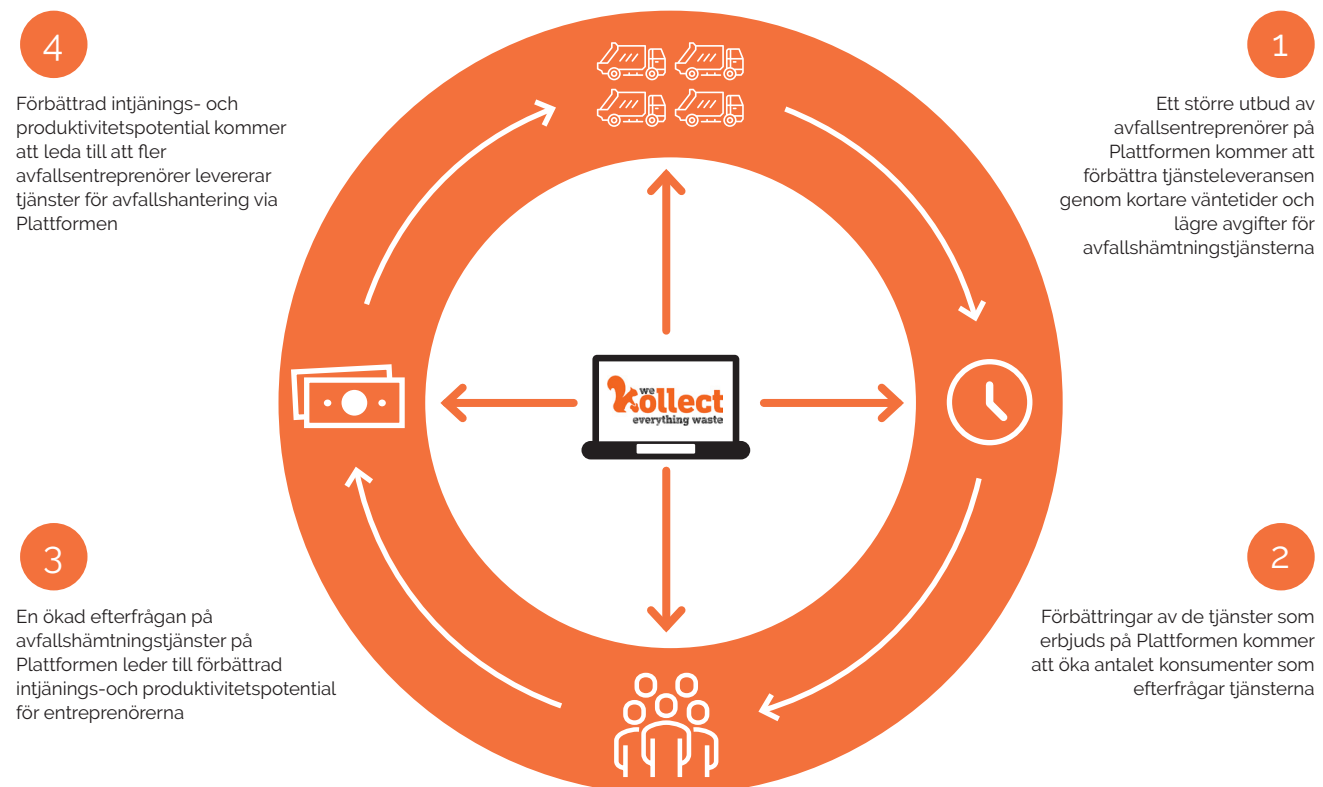 4
Förbättrad intjänings- och
produktivitetspotential kommer
att leda till att fler
avfallsentreprenörer levererar
tjänster för avfallshantering via
Plattformen
1
Ett större utbud av
avfallsentreprenörer på
Plattformen kommer att
förbättra tjänsteleveransen
genom kortare väntetider och
lägre avgifter för
avfallshämtningstjänsterna
we
Kollect
everything waste
3
En ökad efterfrågan på
avfallshämtningstjänster på
Plattformen leder till förbättrad
intjänings-och produktivitetspotential
för entreprenörerna
2
Förbättringar av de tjänster som
erbjuds på Plattformen kommer
att öka antalet konsumenter som
efterfrågar tjänsterna